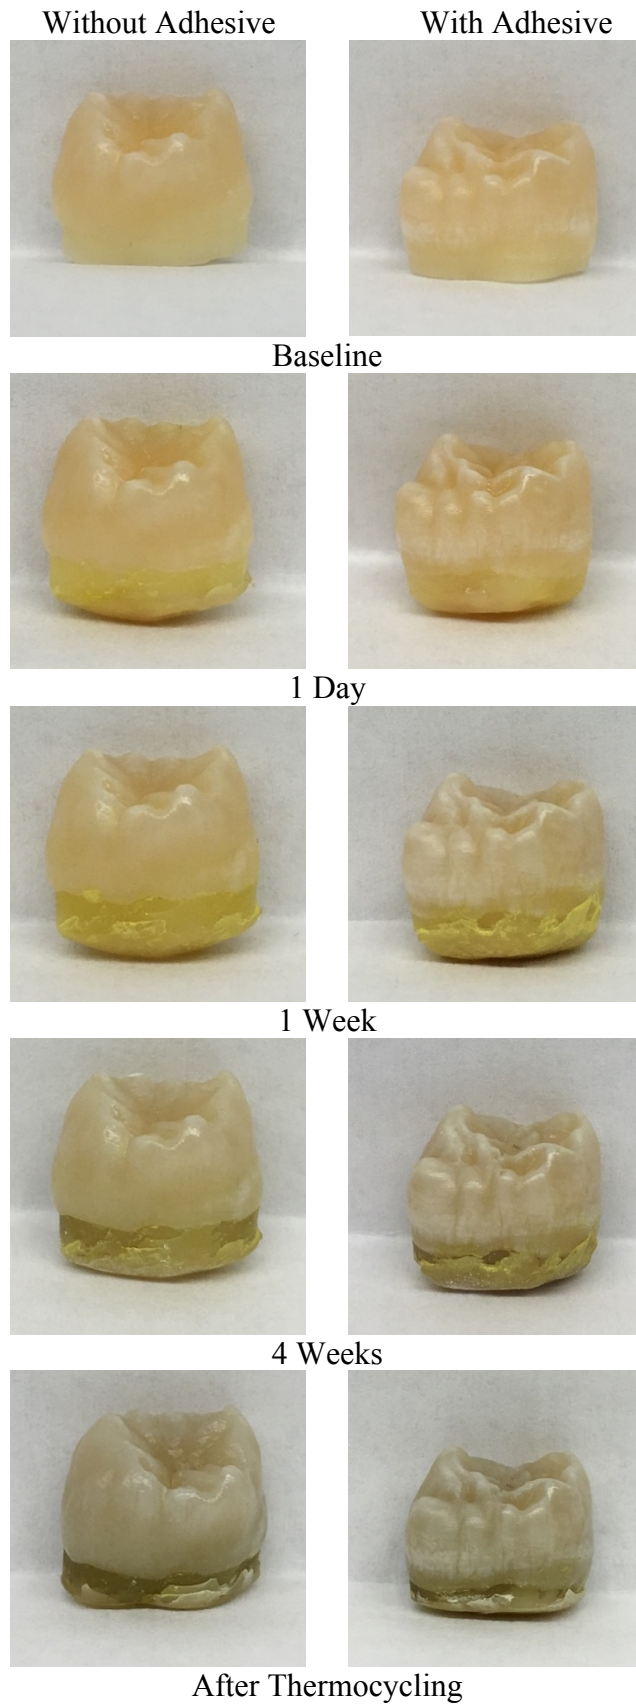 Without Adhesive
With Adhesive
Baseline
1 Day
1 Week
4 Weeks
After Thermocycling